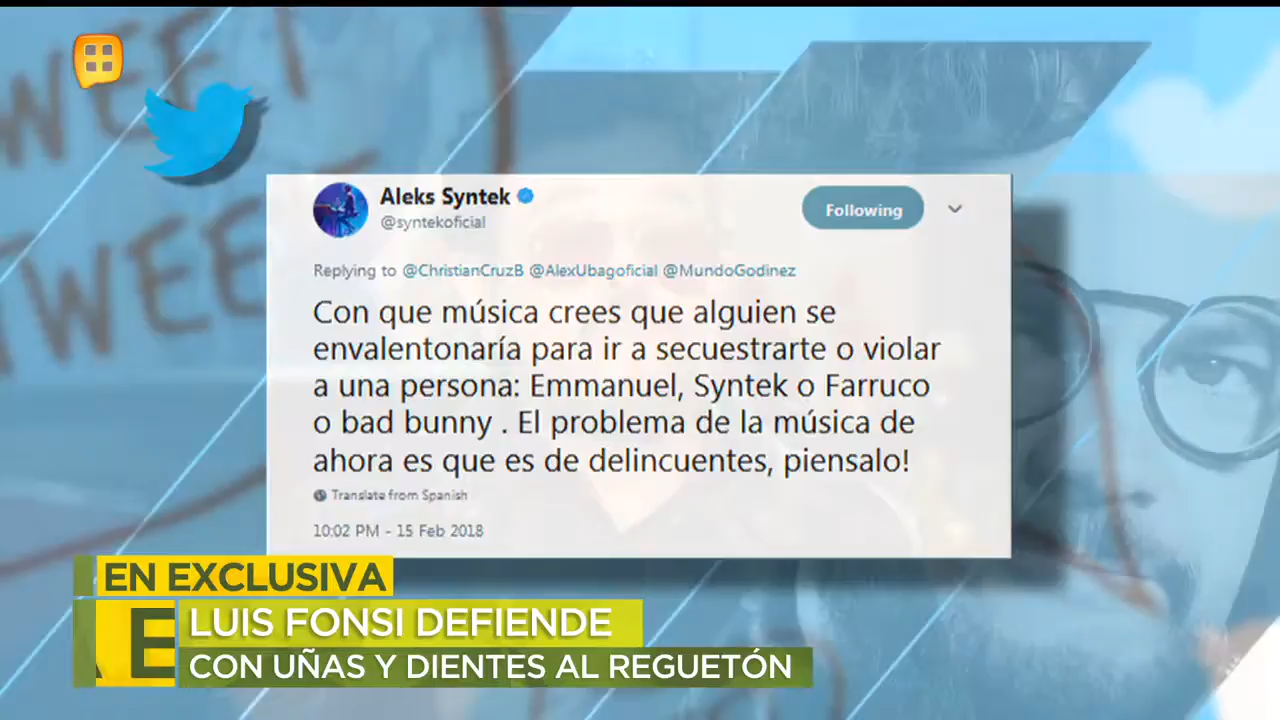 TWEET
TWEET
Aleks Syntek
@syntekoficial
Following
Replying to @ChristianCruzB @AlexUbagoficial @MundoGodinez
Con que música crees que alguien se
envalentonaría para ir a secuestrarte o violar
a una persona: Emmanuel, Syntek o Farruco
o bad bunny . El problema de la música de
ahora es que es de delincuentes, piensalo!
Translate from Spanish
10:02 PM - 15 Feb 2018
EN EXCLUSIVA
LUIS FONSI DEFIENDE
CON UÑAS Y DIENTES AL REGUETÓN